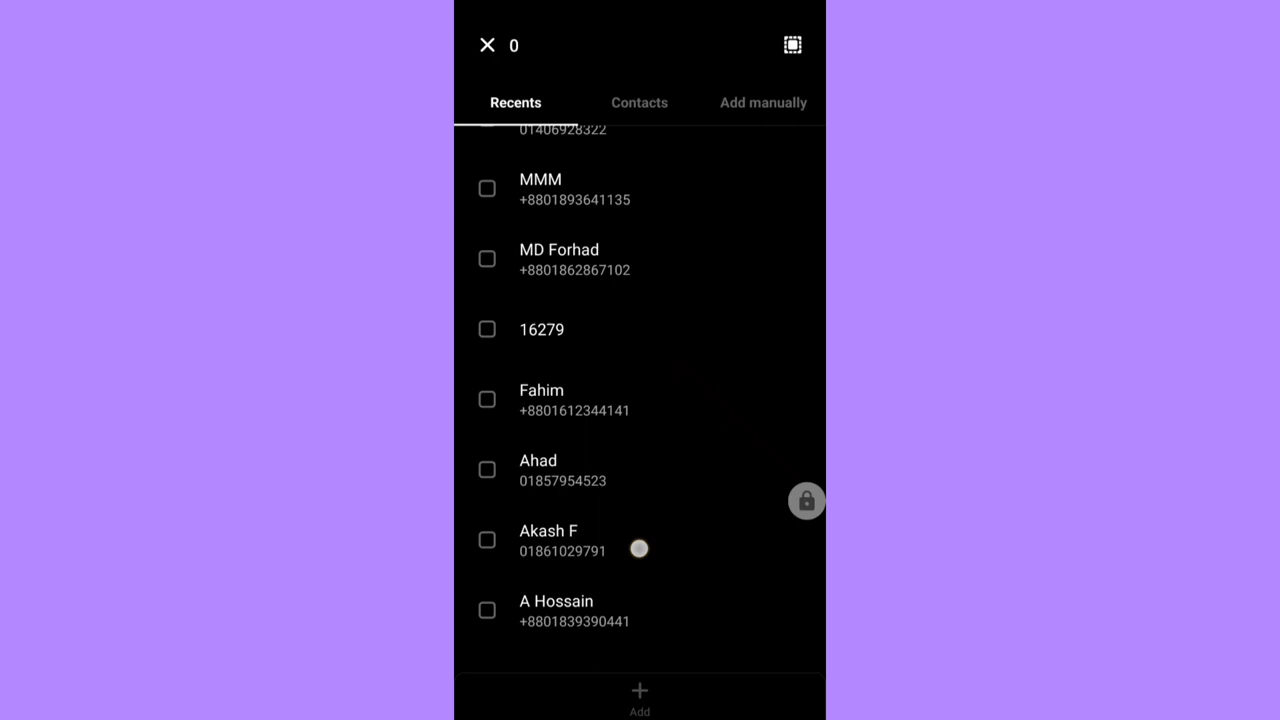 0
Recents Contacts Add manually
01406928322
MMM
+8801893641135
MD Forhad
+8801862867102
16279
Fahim
+8801612344141
Ahad
01857954523
Akash F
01861029791
A Hossain
+8801839390441
Add